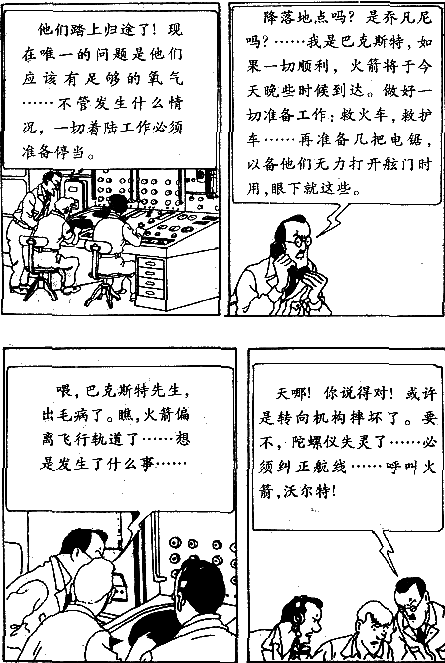 他们踏上归途了！现
在唯一的问题是他们
应该有足够的氧气
……不管发生什么情
况，一切着陆工作必须
准备停当。
降落地点吗？是乔凡尼
吗？……我是巴克斯特，如
果一切顺利，火箭将于今
天晚些时候到达。做好一
切准备工作：救火车，救护
车……再准备几把电锯，
以备他们无力打开舷门时
用，眼下就这些。
喂，巴克斯特先生，
出毛病了。瞧，火箭偏
离飞行轨道了……想
是发生了什么事……
天哪！你说得对！或许
是转向机构摔坏了。要
不，陀螺仪失灵了……必
须纠正航线……呼叫火
箭，沃尔特！